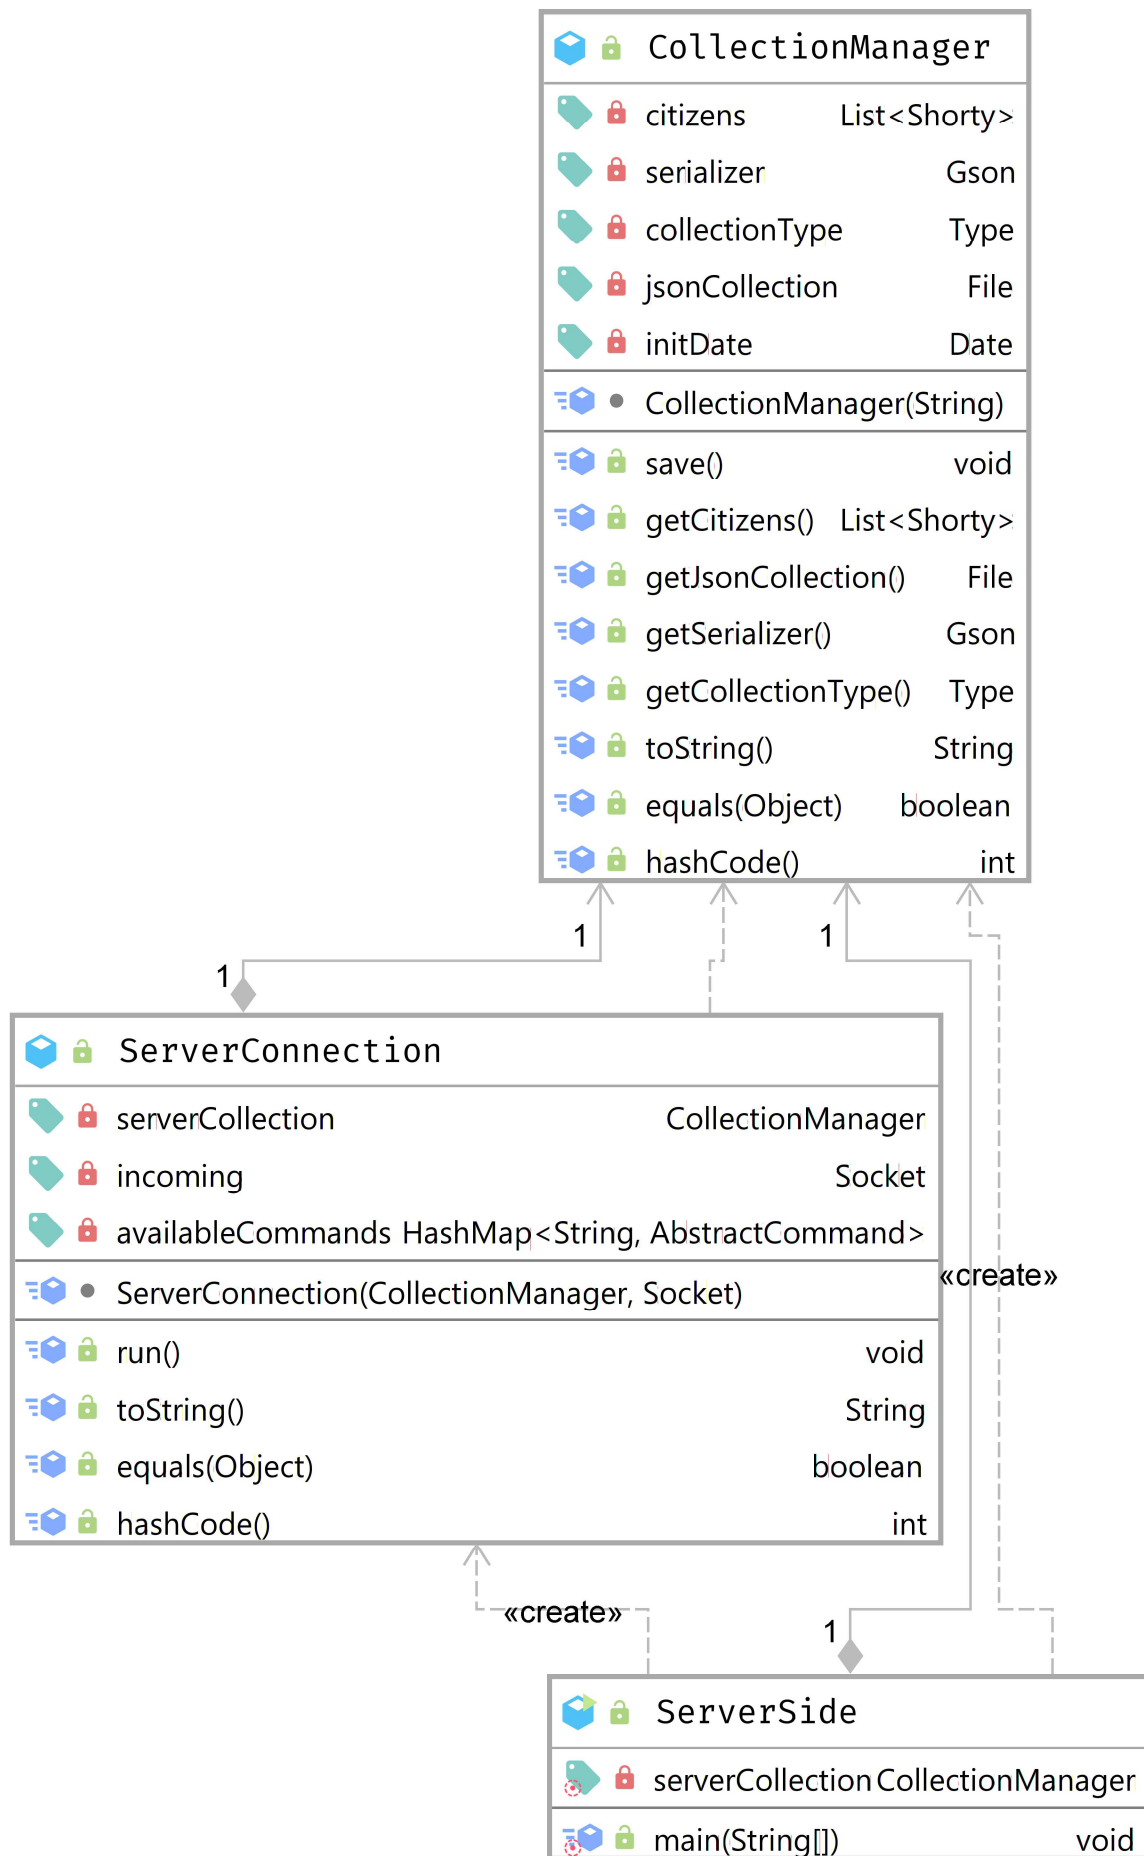 CollectionManager
citizens List<Shorty>
serializer Gson
collectionType Type
jsonCollection File
initDate Date
CollectionManager(String)
save() void
getCitizens() List<Shorty>
getJsonCollection() File
getSerializer() Gson
getCollectionType() Type
toString() String
equals(Object) boolean
hashCode() int
1 1
1
ServerConnection
serverCollection CollectionManager
incoming Socket
availableCommands HashMap<String, AbstractCommand>
«create»
ServerConnection(CollectionManager, Socket)
run() void
toString() String
equals(Object) boolean
hashCode() int
«create»
1
ServerSide
serverCollection CollectionManager
main(String[]) void